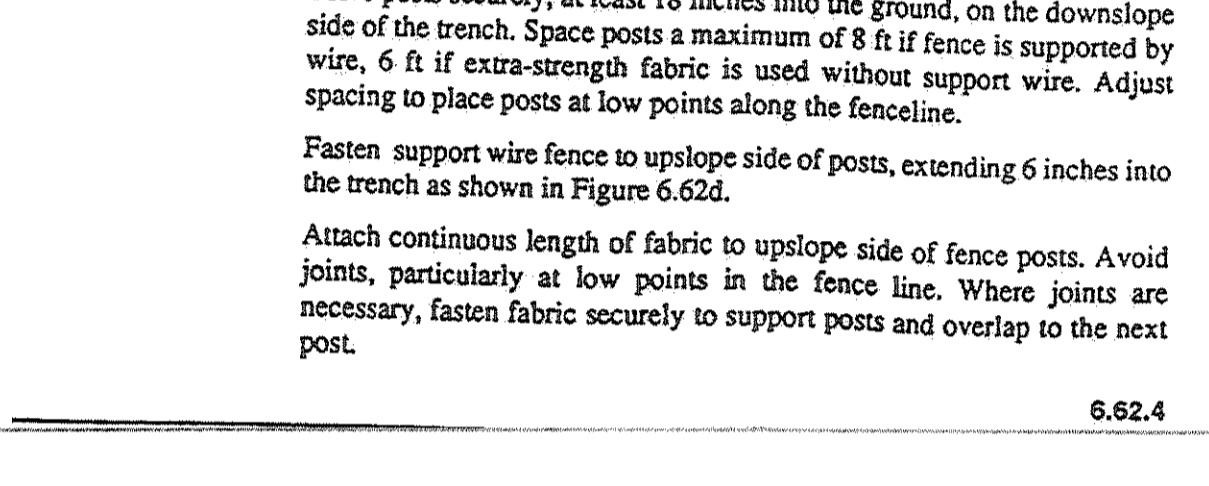 posts securely, at least 18 inches into the ground, on the downslope
side of the trench. Space posts a maximum of 8 ft if fence is supported by
wire, 6 ft if extra-strength fabric is used without support wire. Adjust
spacing to place posts at low points along the fenceline.
Fasten support wire fence to upslope side of posts, extending 6 inches into
the trench as shown in Figure 6.62d.
Attach continuous length of fabric to upslope side of fence posts. Avoid
joints, particularly at low points in the fence line. Where joints are
necessary, fasten fabric securely to support posts and overlap to the next
post.
6.62.4